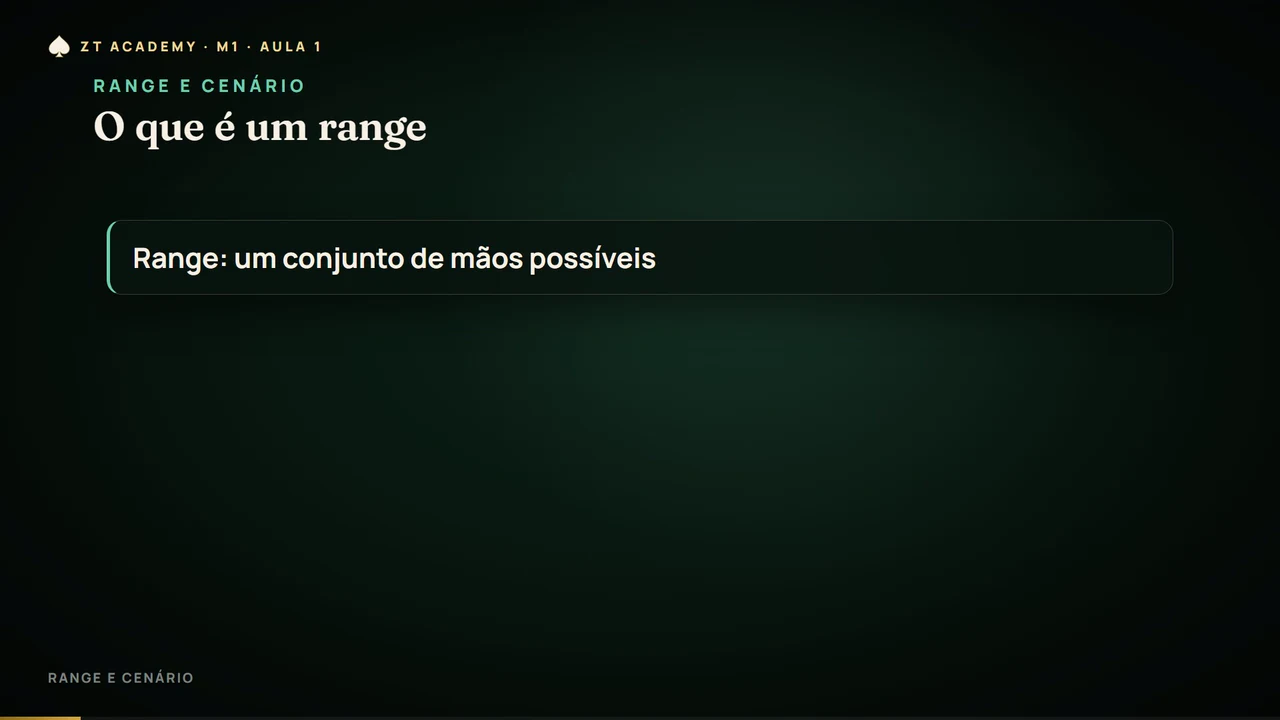 ZT ACADEMY · M1 · AULA 1
RANGE E CENÁRIO
O que é um range
Range: um conjunto de mãos possíveis
RANGE E CENÁRIO